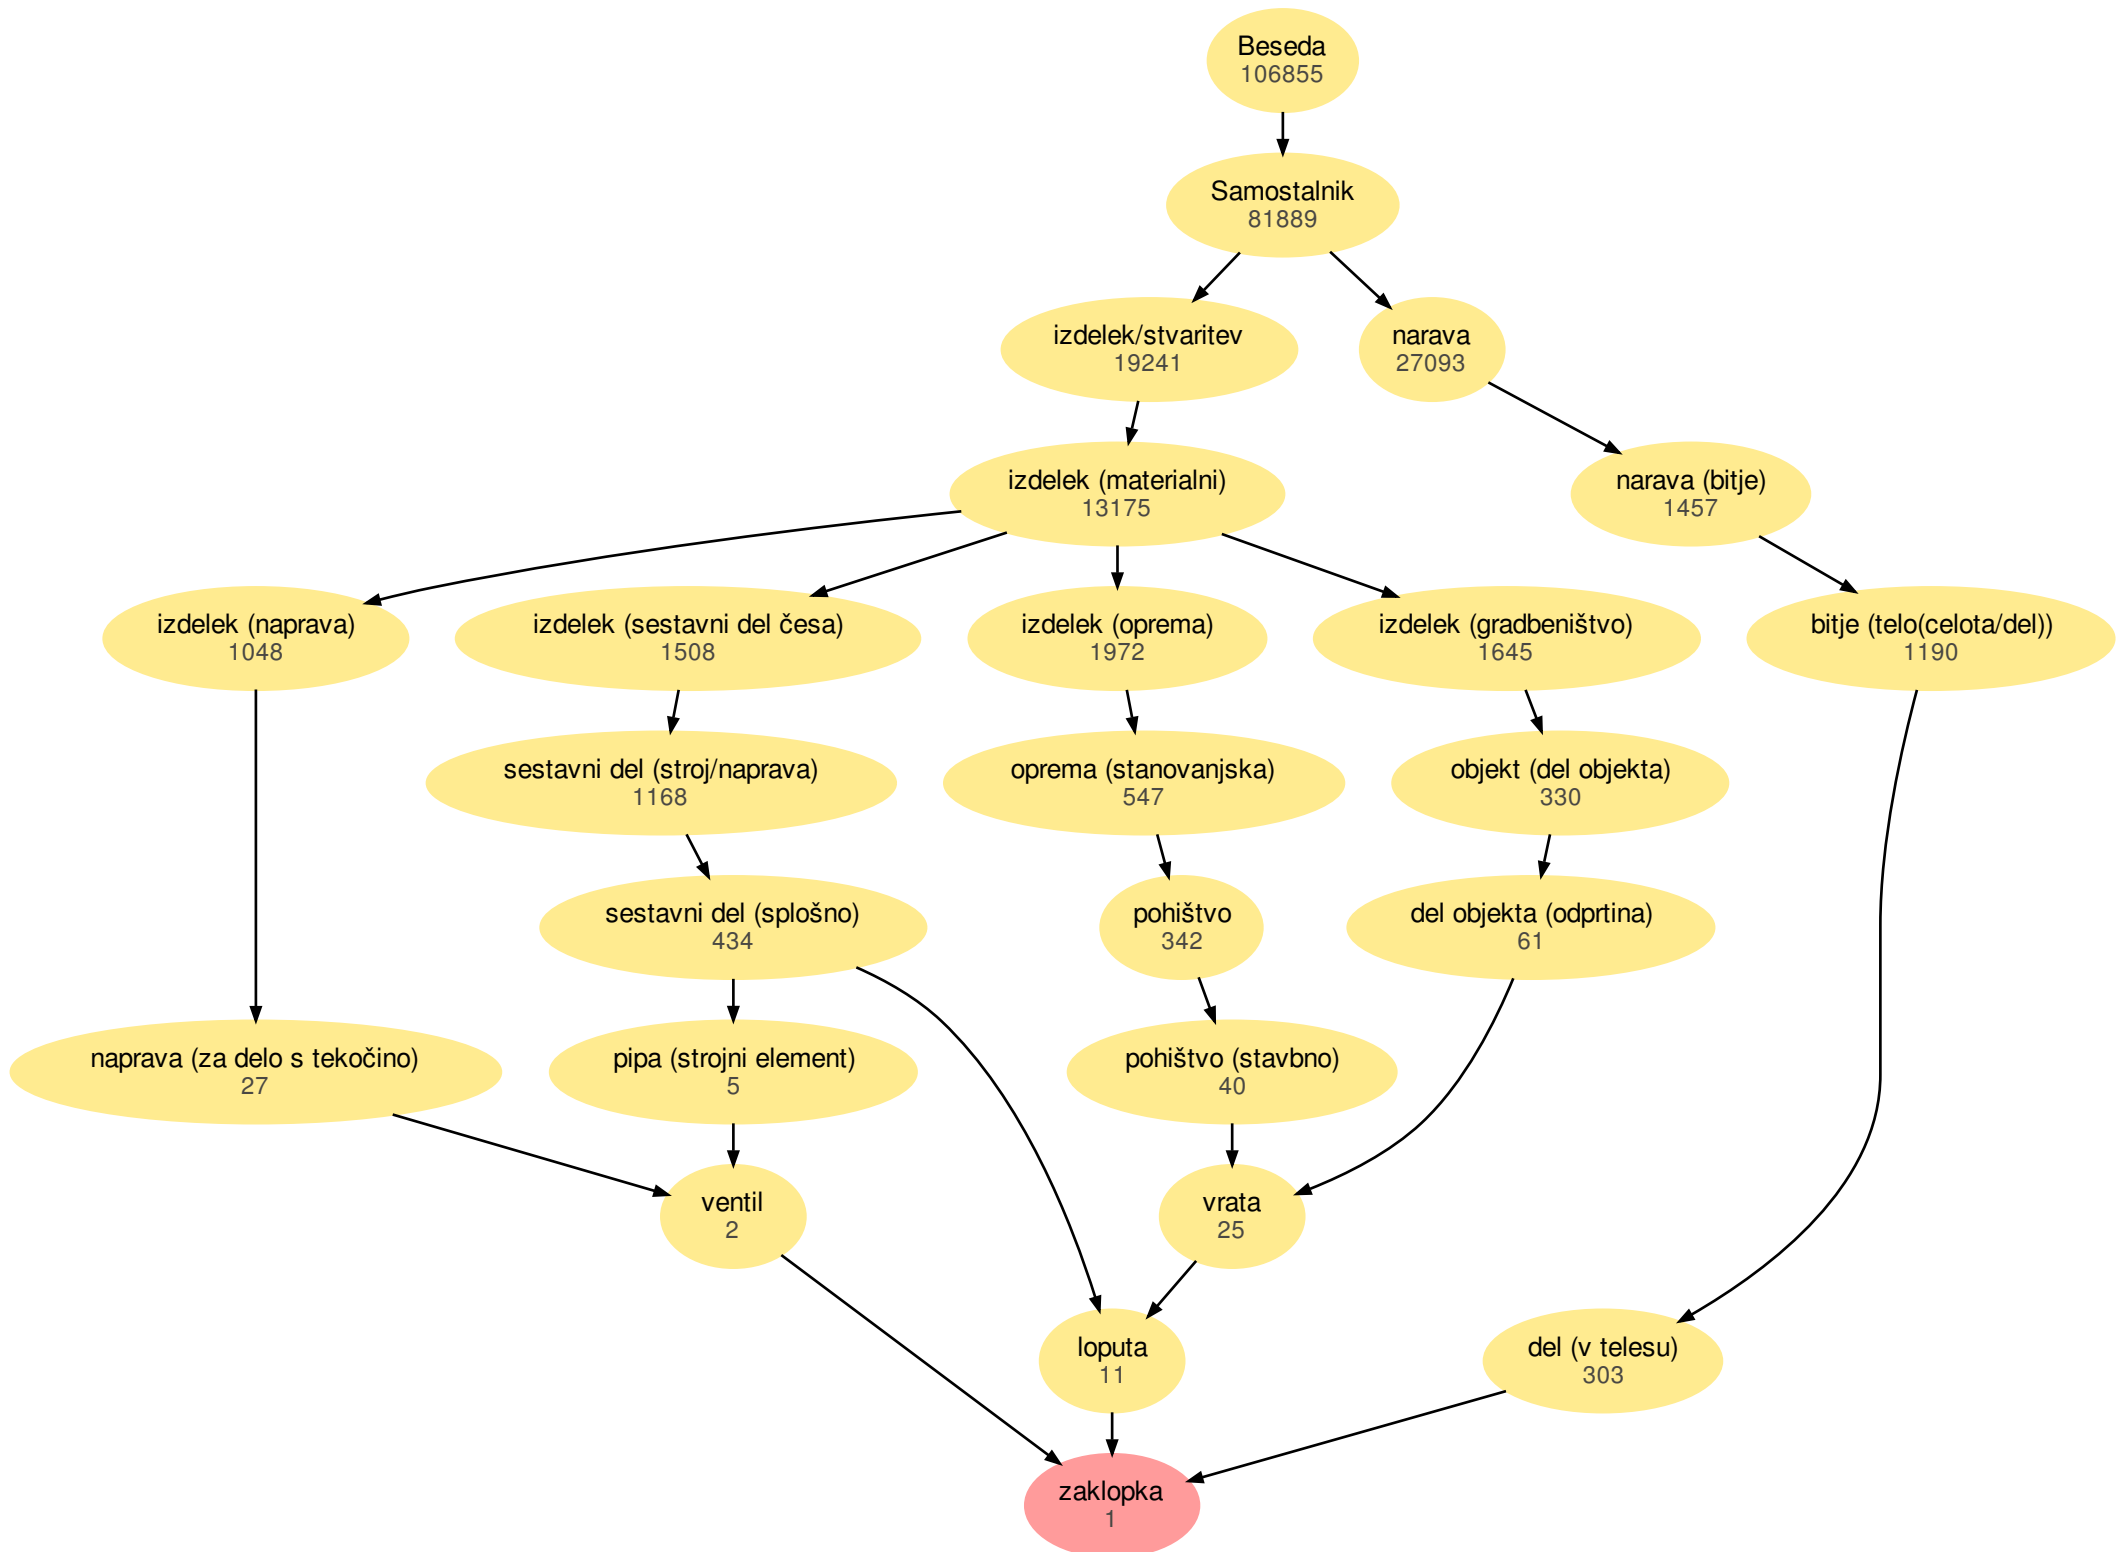 Beseda
106855
Samostalnik
81889
izdelek/stvaritev
19241
narava
27093
izdelek (materialni)
13175
narava (bitje)
1457
izdelek (naprava)
1048
izdelek (sestavni del česa)
1508
izdelek (oprema)
1972
izdelek (gradbeništvo)
1645
bitje (telo(celota/del))
1190
sestavni del (stroj/naprava)
1168
oprema (stanovanjska)
547
objekt (del objekta)
330
sestavni del (splošno)
434
pohištvo
342
del objekta (odprtina)
61
naprava (za delo s tekočino)
27
pipa (strojni element)
5
pohištvo (stavbno)
40
ventil
2
vrata
25
loputa
11
del (v telesu)
303
zaklopka
1